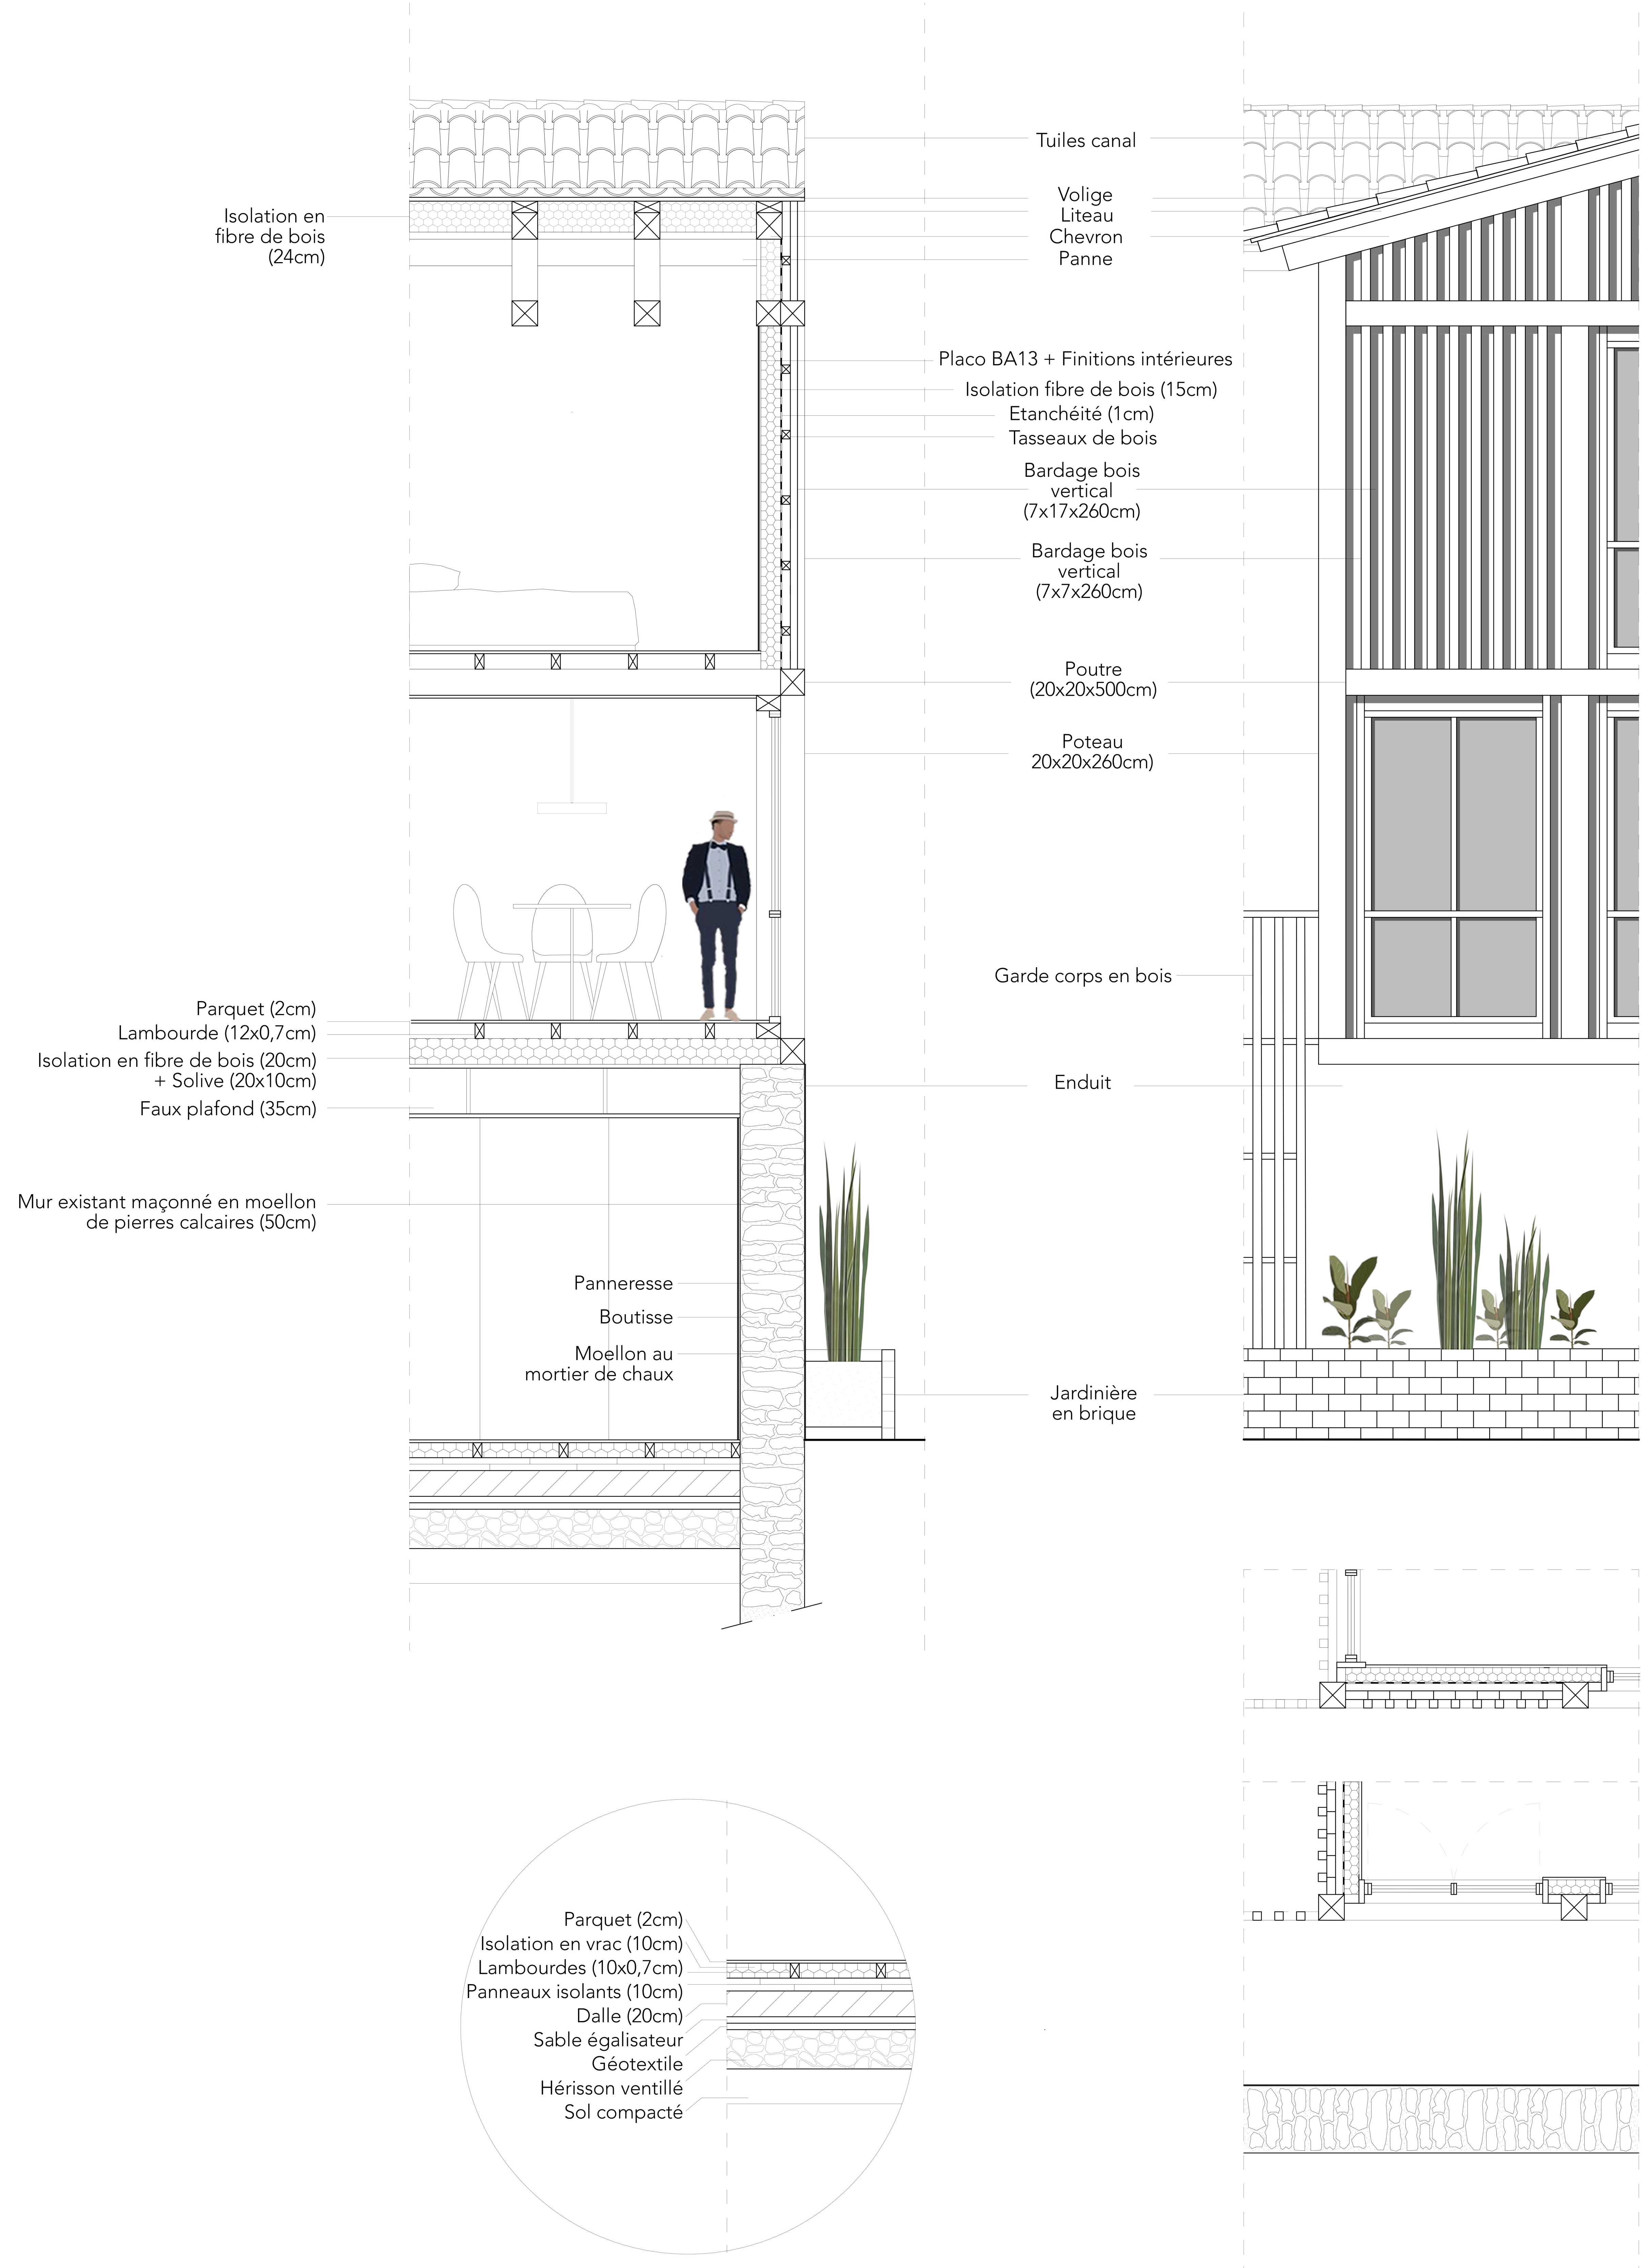 Tuiles canal
Isolation en
fibre de bois
(24cm)
Volige
Liteau
Chevron
Panne
Placo BA13 + Finitions intérieures
Isolation fibre de bois (15cm)
Etanchéité (1cm)
Tasseaux de bois
Bardage bois
vertical
(7x17x260cm)
Bardage bois
vertical
(7x7x260cm)
Poutre
(20x20x500cm)
Poteau
20x20x260cm)
Garde corps en bois
Parquet (2cm)
Lambourde (12x0,7cm)
Isolation en fibre de bois (20cm)
+ Solive (20x10cm)
Faux plafond (35cm)
Enduit
Mur existant maçonné en moellon
de pierres calcaires (50cm)
Panneresse
Boutisse
Moellon au
mortier de chaux
Jardinière
en brique
Parquet (2cm)
Isolation en vrac (10cm)
Lambourdes (10x0,7cm)
Panneaux isolants (10cm)
Dalle (20cm)
Sable égalisateur
Géotextile
Hérisson ventillé
Sol compacté